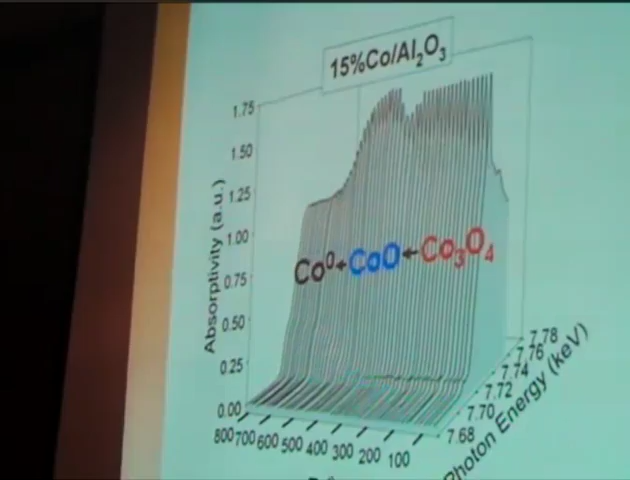 15%Co/Al₂O₃
Absorptivity (a.u.)
1.75
1.50
1.25
1.00
0.75
0.50
0.25
0.00
Co⁰←CoO←Co₃O₄
800 700 600 500 400 300 200 100
7.68 7.70 7.72 7.74 7.76 7.78
Photon Energy (keV)